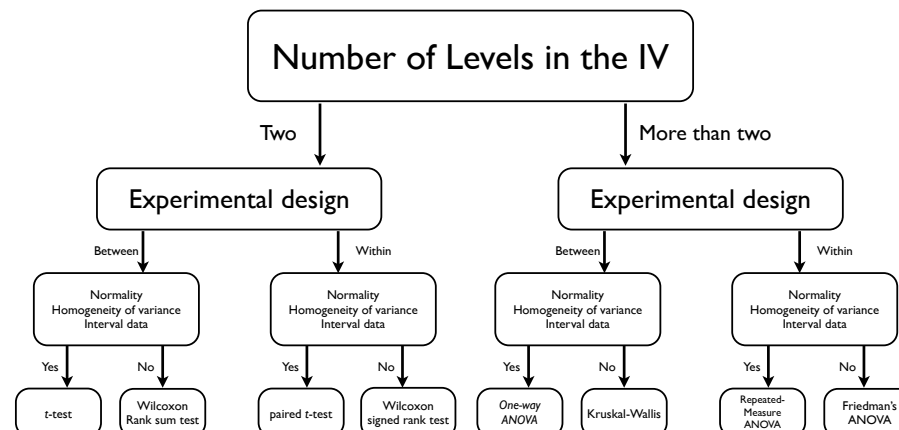 Number of Levels in the IV
Two
More than two
Experimental design
Experimental design
Between
Within
Between
Within
Normality
Homogeneity of variance
Interval data
Normality
Homogeneity of variance
Interval data
Normality
Homogeneity of variance
Interval data
Normality
Homogeneity of variance
Interval data
Yes
No
Yes
No
Yes
No
Yes
No
t-test
Wilcoxon
Rank sum test
paired t-test
Wilcoxon
signed rank test
One-way
ANOVA
Kruskal-Wallis
Repeated-
Measure
ANOVA
Friedman's
ANOVA